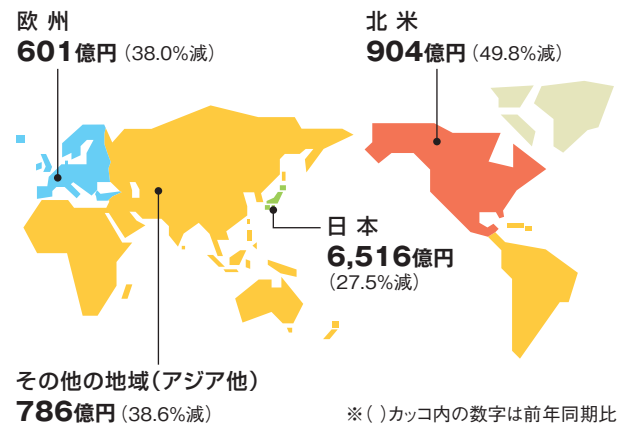 欧 州
601億円（38.0%減）
北 米
904億円（49.8%減）
日 本
6,516億円
（27.5%減）
その他の地域（アジア他）
786億円（38.6%減）
※（ ）カッコ内の数字は前年同期比